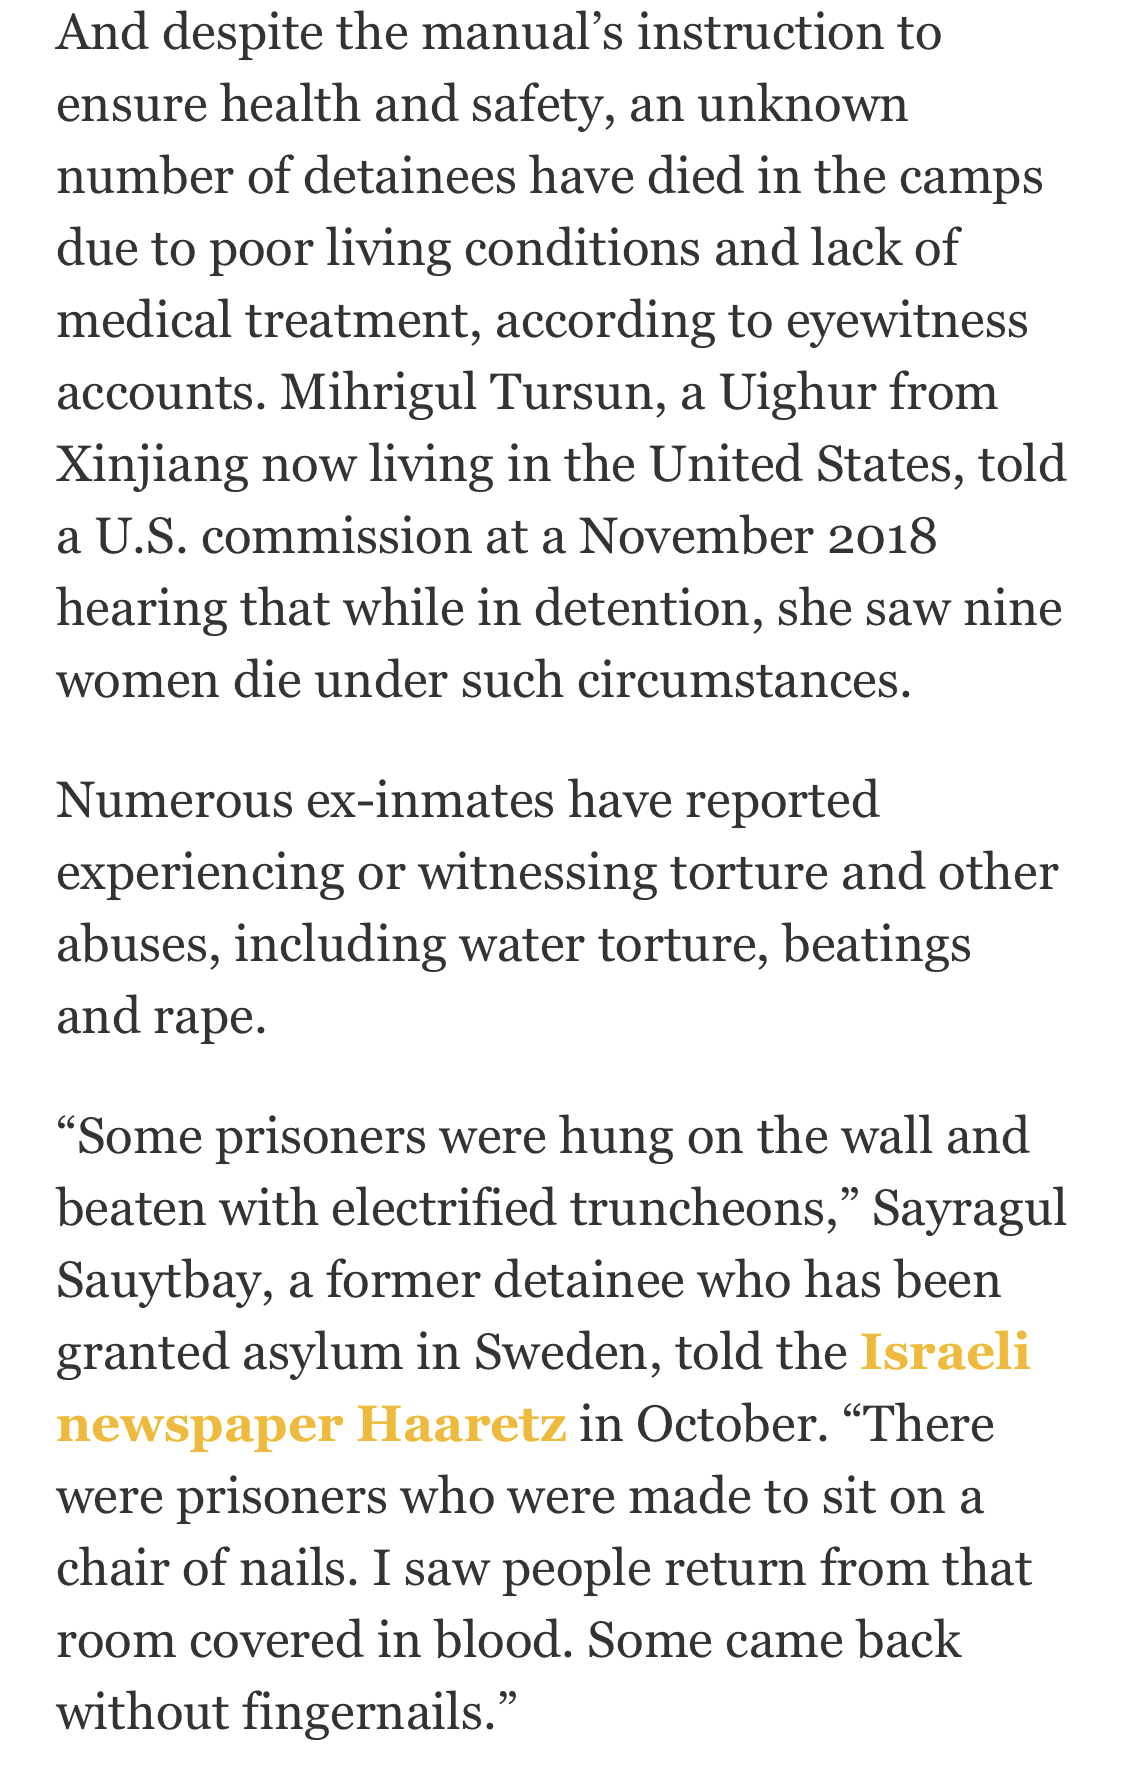 And despite the manual’s instruction to
ensure health and safety, an unknown
number of detainees have died in the camps
due to poor living conditions and lack of
medical treatment, according to eyewitness
accounts. Mihrigul Tursun, a Uighur from
Xinjiang now living in the United States, told
a U.S. commission at a November 2018
hearing that while in detention, she saw nine
women die under such circumstances.
Numerous ex-inmates have reported
experiencing or witnessing torture and other
abuses, including water torture, beatings
and rape.
“Some prisoners were hung on the wall and
beaten with electrified truncheons,” Sayragul
Sauytbay, a former detainee who has been
granted asylum in Sweden, told the Israeli
newspaper Haaretz in October. “There
were prisoners who were made to sit on a
chair of nails. I saw people return from that
room covered in blood. Some came back
without fingernails.”